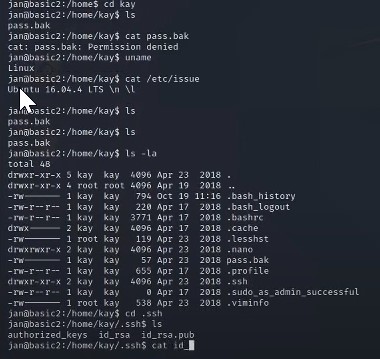 jan@basic2:/home$ cd kay
jan@basic2:/home/kay$ ls
pass.bak
jan@basic2:/home/kay$ cat pass.bak
cat: pass.bak: Permission denied
jan@basic2:/home/kay$ uname
Linux
jan@basic2:/home/kay$ cat /etc/issue
Ubuntu 16.04.4 LTS \n \l
jan@basic2:/home/kay$ ls
pass.bak
jan@basic2:/home/kay$ ls
pass.bak
jan@basic2:/home/kay$ ls -la
total 48
drwxr-xr-x 5 kay  kay  4096 Apr 23  2018 .
drwxr-xr-x 4 root root 4096 Apr 19  2018 ..
-rw------- 1 kay  kay   794 Oct 19 11:16 .bash_history
-rw-r--r-- 1 kay  kay   220 Apr 17  2018 .bash_logout
-rw-r--r-- 1 kay  kay  3771 Apr 17  2018 .bashrc
drwx------ 2 kay  kay  4096 Apr 17  2018 .cache
-rw------- 1 root kay   119 Apr 23  2018 .lesshst
drwxrwxr-x 2 kay  kay  4096 Apr 23  2018 .nano
-rw------- 1 kay  kay    57 Apr 23  2018 pass.bak
-rw-r--r-- 1 kay  kay   655 Apr 17  2018 .profile
drwxr-xr-x 2 kay  kay  4096 Apr 23  2018 .ssh
-rw-r--r-- 1 kay  kay     0 Apr 17  2018 .sudo_as_admin_successful
-rw------- 1 root kay   538 Apr 23  2018 .viminfo
jan@basic2:/home/kay$ cd .ssh
jan@basic2:/home/kay/.ssh$ ls
authorized_keys  id_rsa  id_rsa.pub
jan@basic2:/home/kay/.ssh$ cat id_